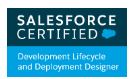 SALESFORCE
CERTIFIED
Development Lifecycle
and Deployment Designer